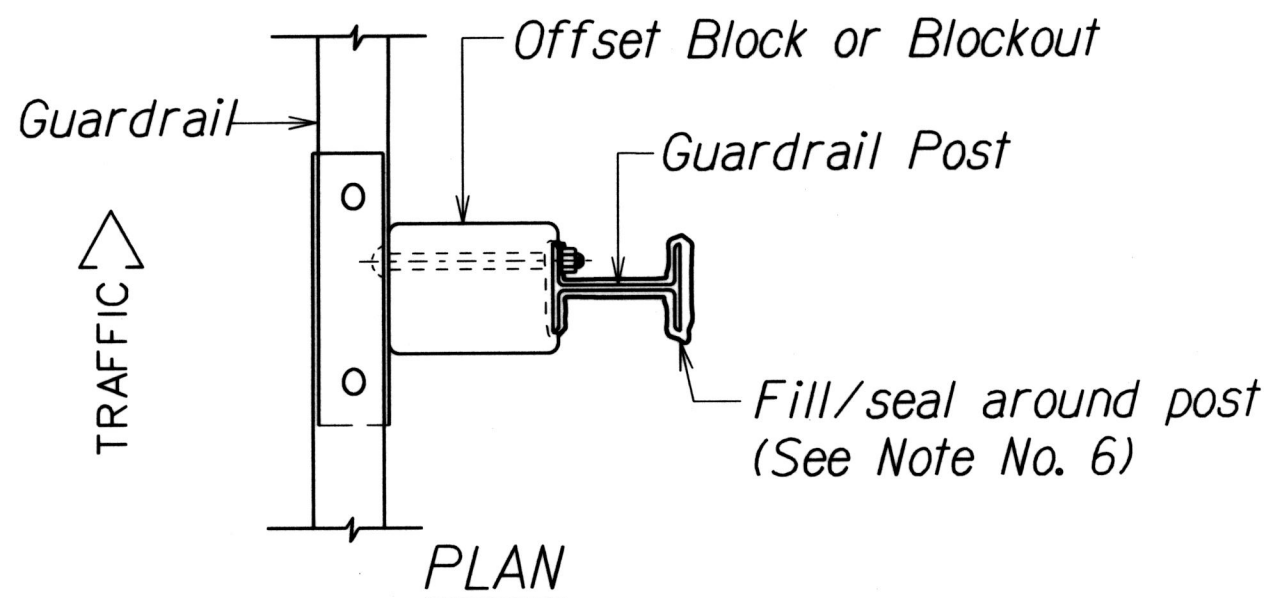 Offset Block or Blockout
Guardrail
Guardrail Post
TRAFFIC
Fill/seal around post
(See Note No. 6)
PLAN